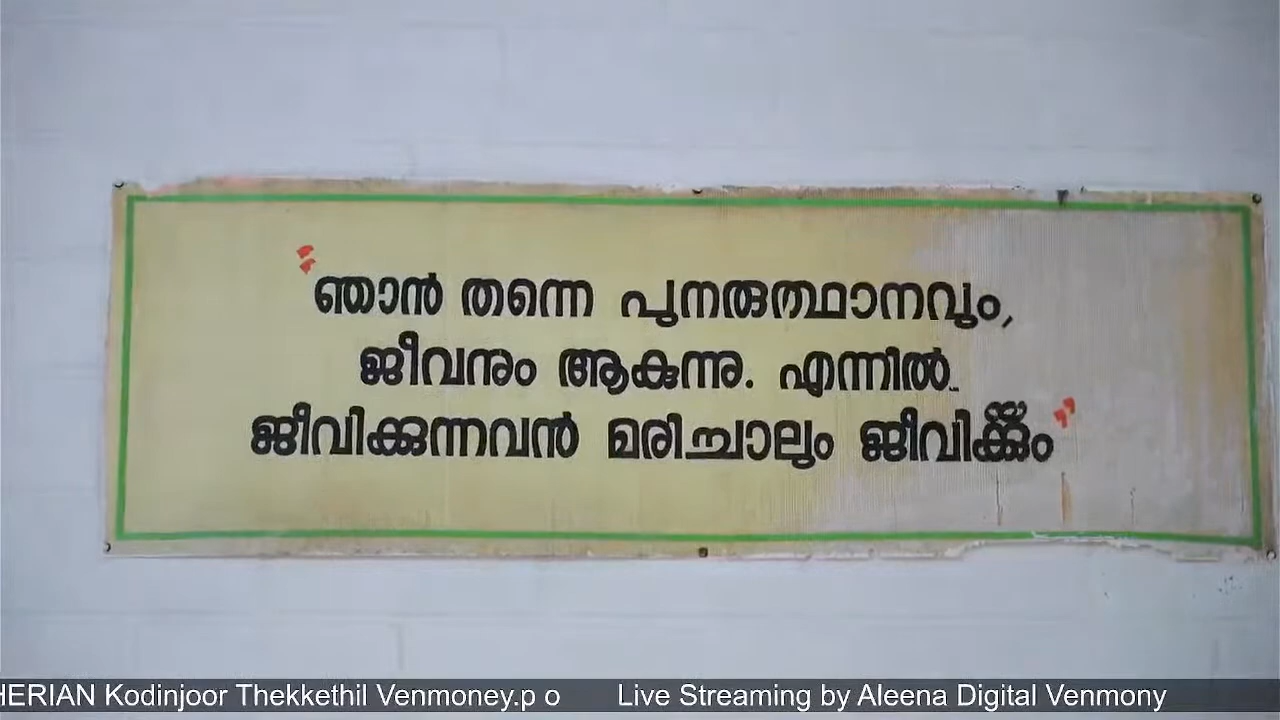 "ഞാൻ തന്നെ പുനരുത്ഥാനവും,
ജീവനും ആകുന്നു. എന്നിൽ..
ജീവിക്കുന്നവൻ മരിച്ചാലും ജീവിക്കും"
HERIAN Kodinjoor Thekkethil Venmoney.p o Live Streaming by Aleena Digital Venmony